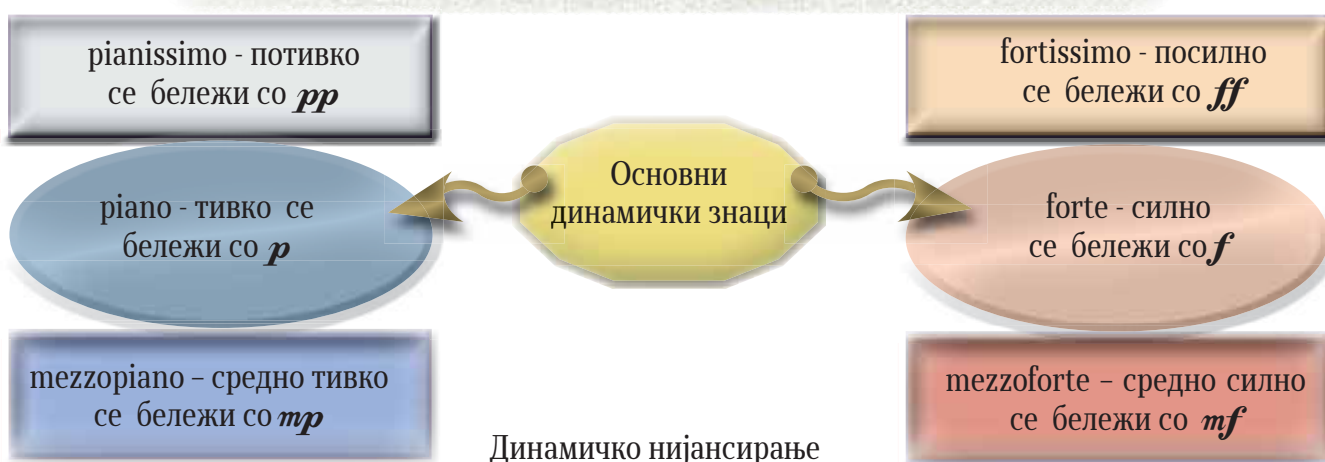 pianissimo - потивко
се бележи со pp
fortissimo - посилно
се бележи со ff
Основни
динамички знаци
piano - тивко се
бележи со p
forte - силно
се бележи со f
mezzopiano – средно тивко
се бележи со mp
mezzoforte – средно силно
се бележи со mf
Динамичко нијансирање